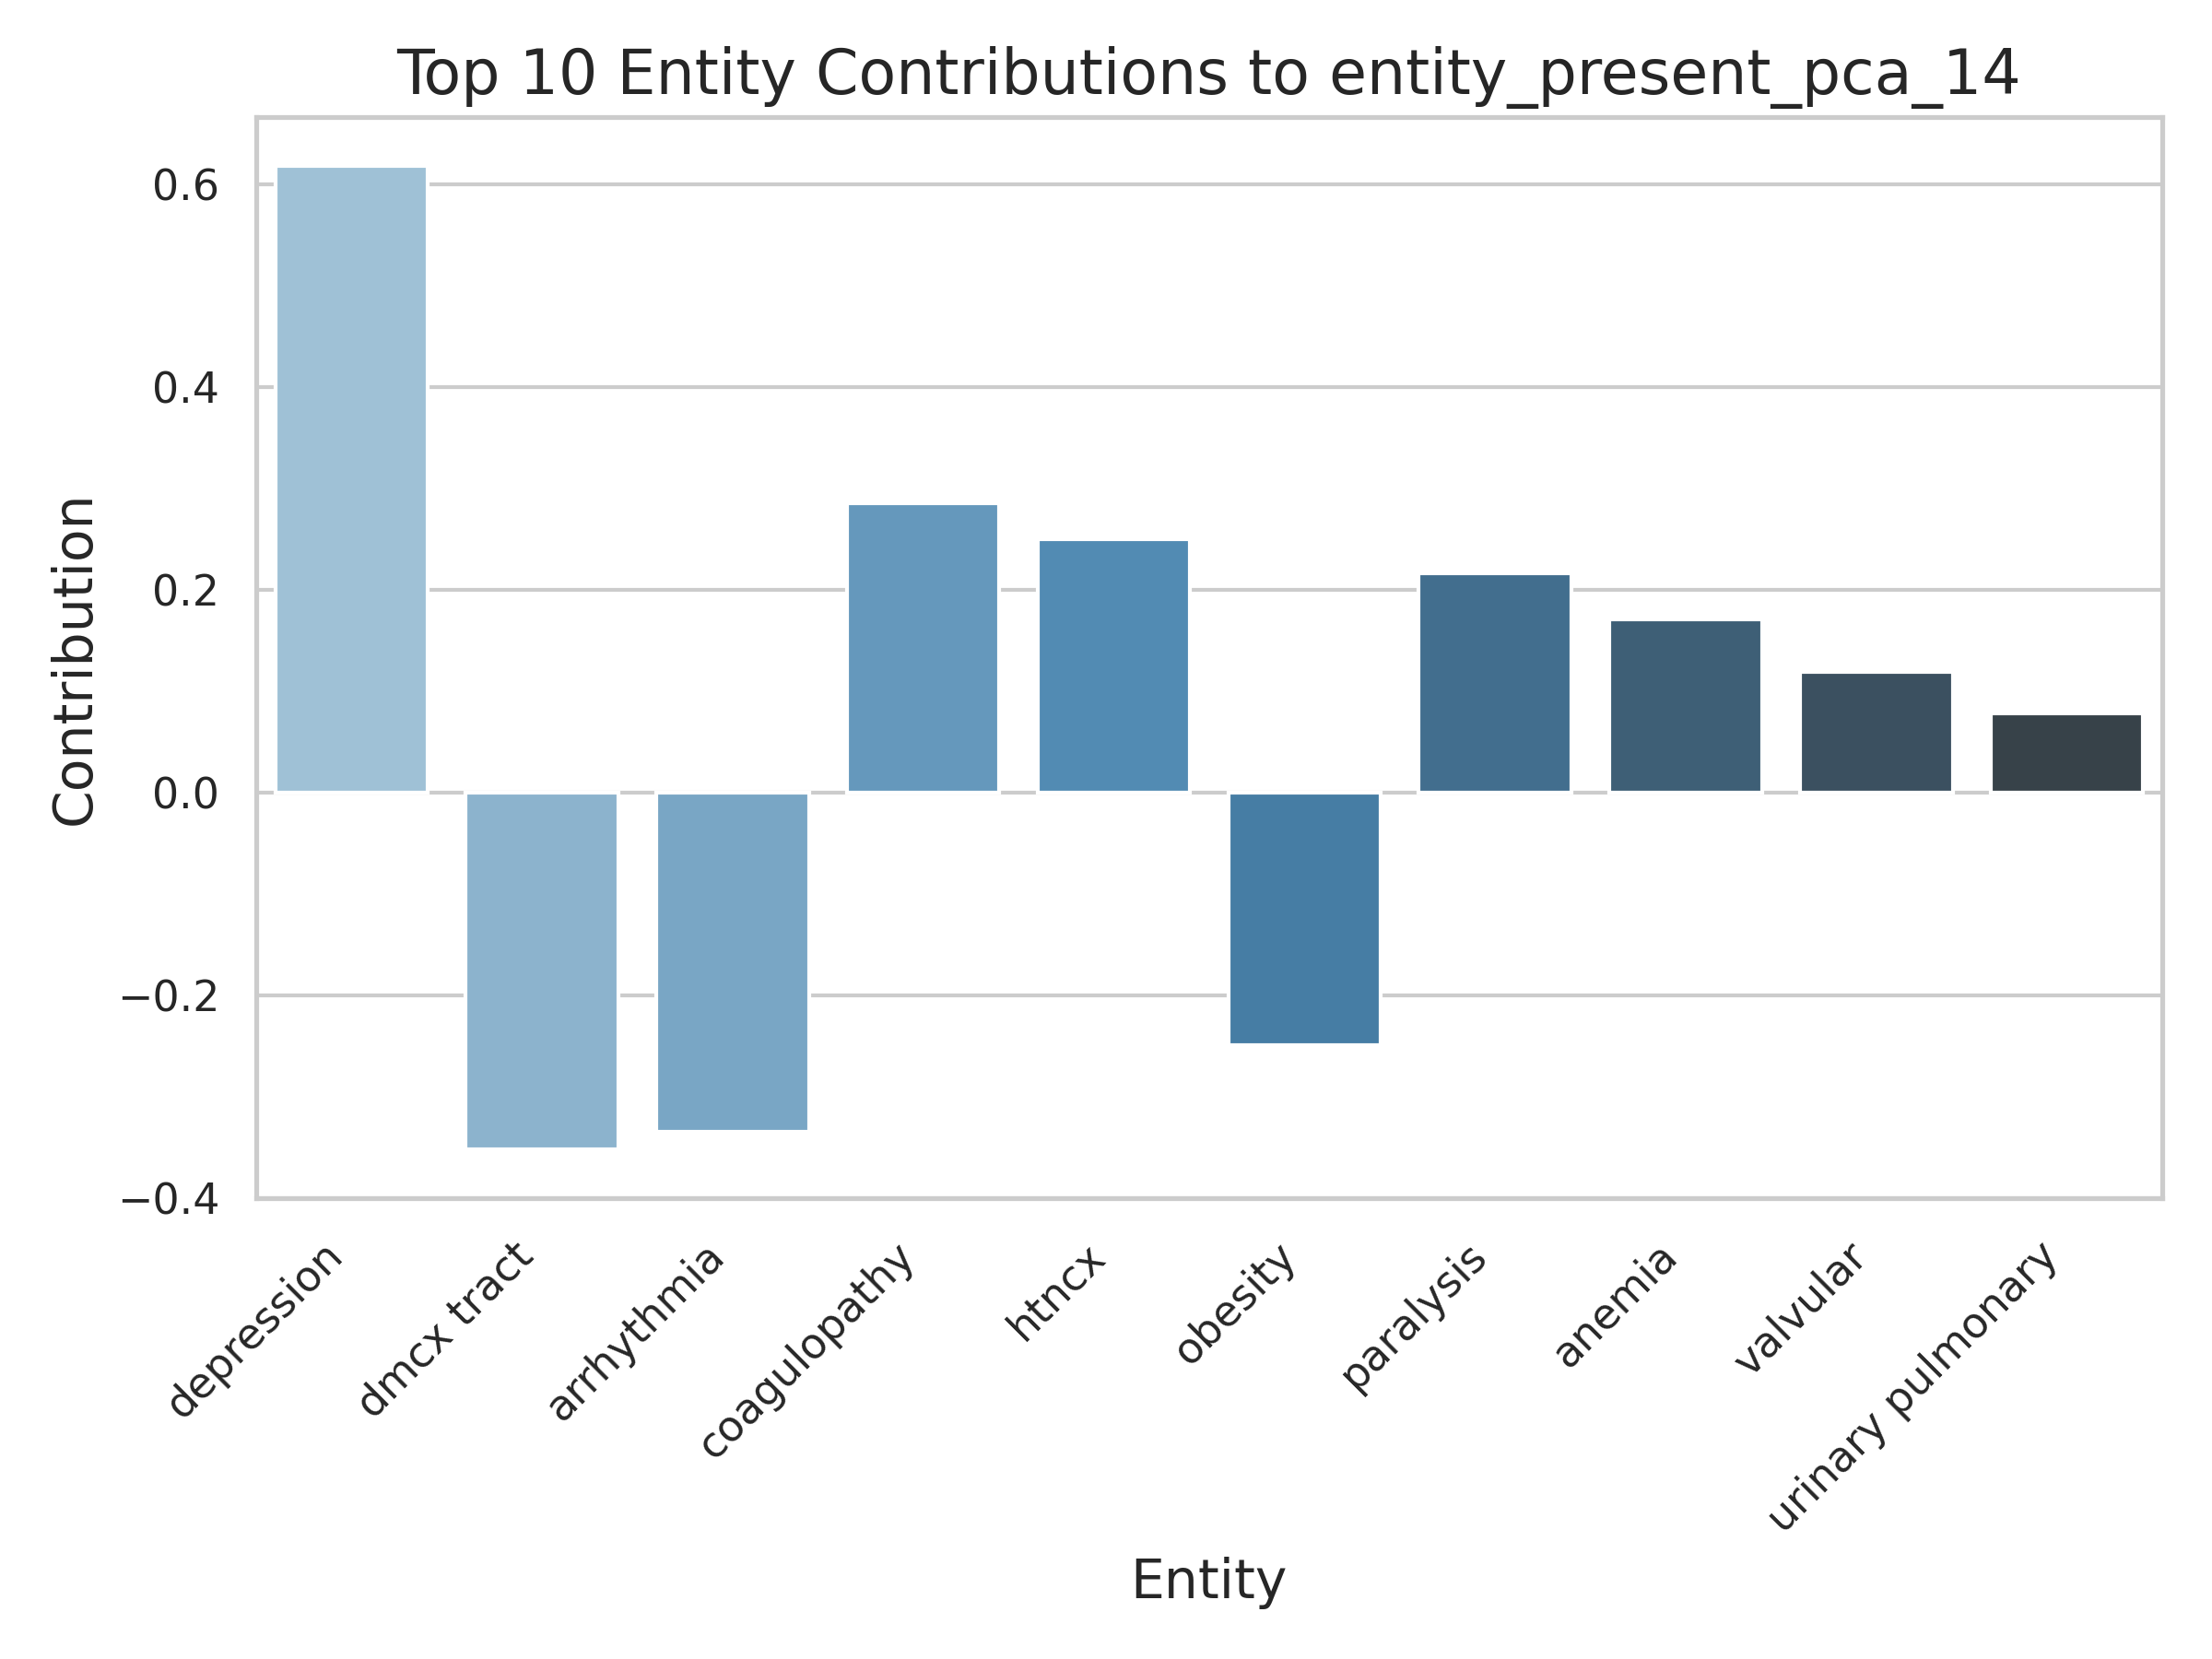 Top 10 Entity Contributions to entity_present_pca_14
Contribution
0.6
0.4
0.2
0.0
−0.2
−0.4
depression
dmcx tract
arrhythmia
coagulopathy
htncx
obesity
paralysis
anemia
valvular
urinary pulmonary
Entity